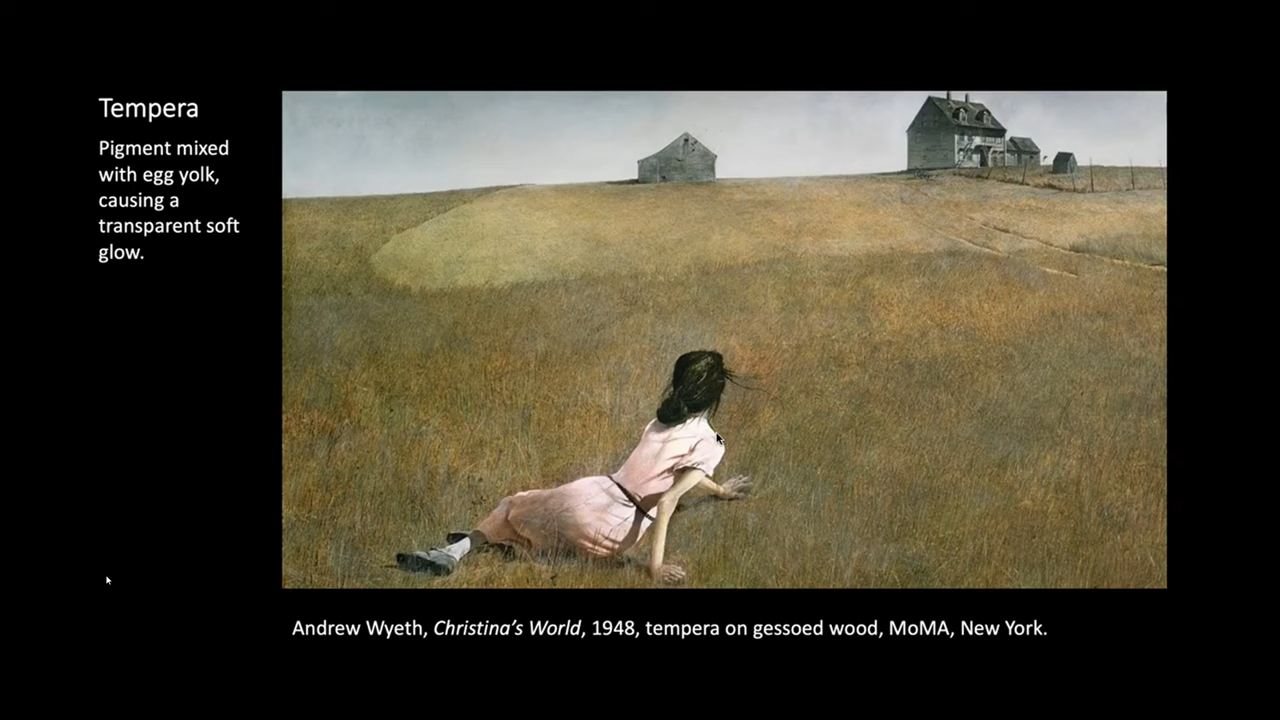 Tempera
Pigment mixed
with egg yolk,
causing a
transparent soft
glow.
Andrew Wyeth, Christina’s World, 1948, tempera on gessoed wood, MoMA, New York.